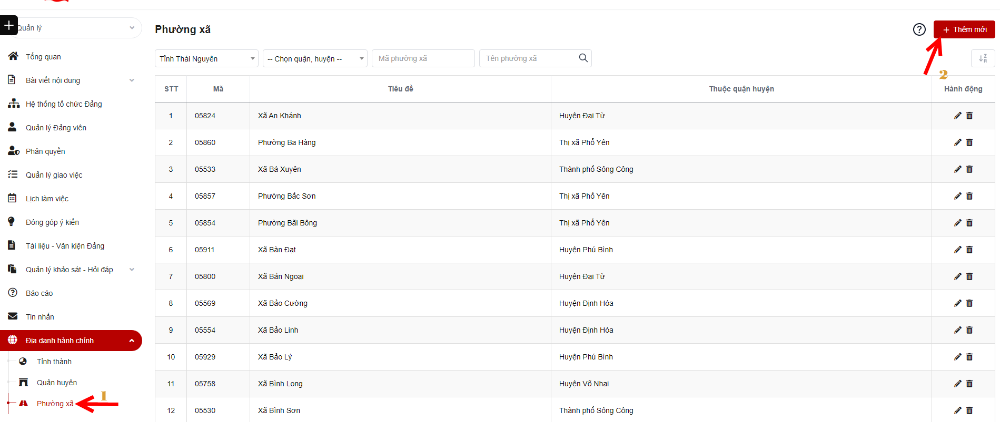 Quản lý
Tổng quan
Bài viết nội dung
Hệ thống tổ chức Đảng
Quản lý Đảng viên
Phân quyền
Quản lý giao việc
Lịch làm việc
Đóng góp ý kiến
Tài liệu - Văn kiện Đảng
Quản lý khảo sát - Hỏi đáp
Báo cáo
Tin nhắn
Địa danh hành chính
Tỉnh thành
Quận huyện
Phường xã
1
Phường xã
Thêm mới
2
Tỉnh Thái Nguyên -- Chọn quận, huyện -- Mã phường xã Tên phường xã
STT Mã Tiêu đề Thuộc quận huyện Hành động
1 05824 Xã An Khánh Huyện Đại Từ
2 05860 Phường Ba Hàng Thị xã Phổ Yên
3 05533 Xã Bá Xuyên Thành phố Sông Công
4 05857 Phường Bắc Sơn Thị xã Phổ Yên
5 05854 Phường Bãi Bông Thị xã Phổ Yên
6 05911 Xã Bàn Đạt Huyện Phú Bình
7 05800 Xã Bản Ngoại Huyện Đại Từ
8 05569 Xã Bảo Cường Huyện Định Hóa
9 05554 Xã Bảo Linh Huyện Định Hóa
10 05929 Xã Bảo Lý Huyện Phú Bình
11 05758 Xã Bình Long Huyện Võ Nhai
12 05530 Xã Bình Sơn Thành phố Sông Công